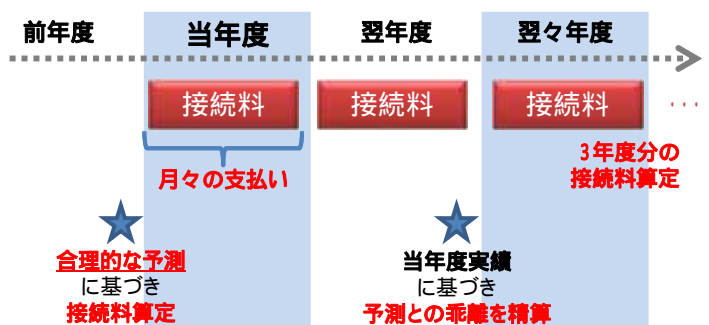 前年度
当年度
翌年度
翌々年度
接続料
接続料
接続料
･･･
月々の支払い
3年度分の
接続料算定
合理的な予測
に基づき
接続料算定
当年度実績
に基づき
予測との乖離を精算